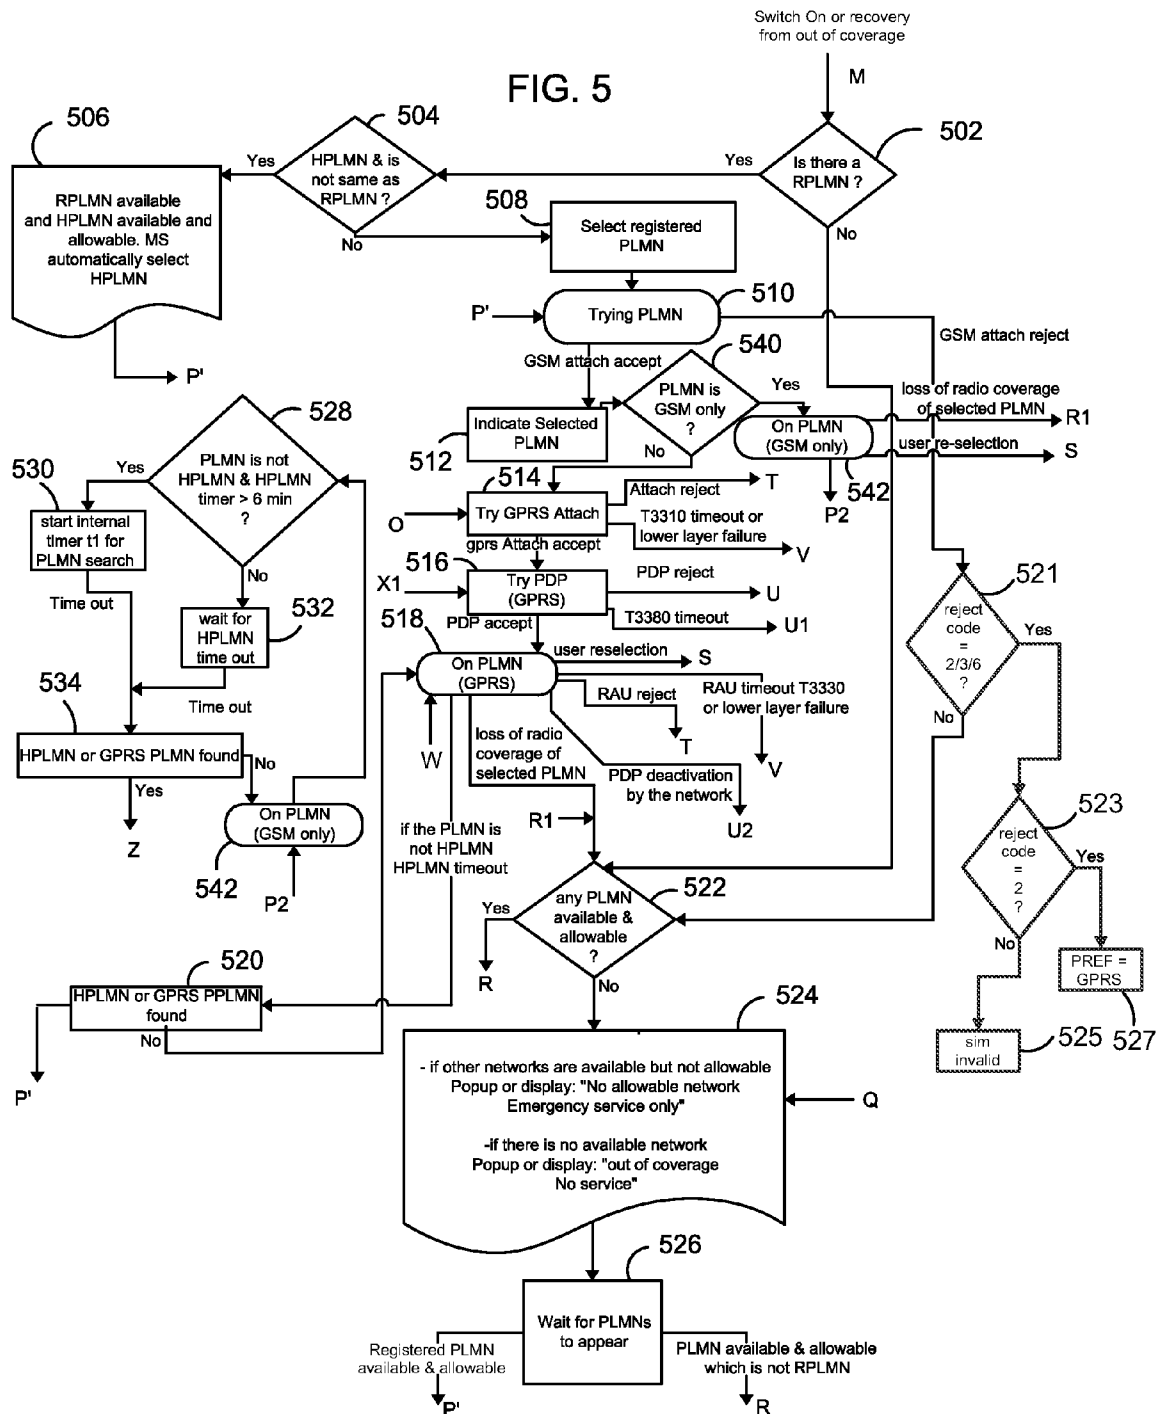 Switch On or recovery
from out of coverage
M
FIG. 5
506
504
502
Yes
HPLMN & is
not same as
RPLMN ?
Yes
Is there a
RPLMN ?
RPLMN available
and HPLMN available and
allowable. MS
automatically select
HPLMN
No
508
Select registered
PLMN
No
P'
Trying PLMN
510
GSM attach reject
P'
GSM attach accept
540
PLMN is
GSM only
?
Yes
loss of radio coverage
of selected PLMN
R1
528
Indicate Selected
PLMN
512
On PLMN
(GSM only)
user re-selection
S
No
542
P2
530
Yes
PLMN is not
HPLMN & HPLMN
timer > 6 min
?
514
Attach reject
T
start internal
timer t1 for
PLMN search
O
Try GPRS Attach
T3310 timeout or
lower layer failure
V
gprs Attach accept
No
516
PDP reject
521
Time out
532
X1
Try PDP
(GPRS)
U
reject
code
=
2/3/6
?
Yes
wait for
HPLMN
time out
518
PDP accept
T3380 timeout
U1
On PLMN
(GPRS)
user reselection
S
534
Time out
RAU reject
RAU timeout T3330
or lower layer failure
No
T
V
HPLMN or GPRS PLMN found
No
W
loss of radio
coverage of
selected PLMN
PDP deactivation
by the network
Yes
On PLMN
(GSM only)
Z
542
P2
if the PLMN is
not HPLMN
HPLMN timeout
R1
U2
523
reject
code
=
2
?
Yes
Yes
any PLMN
available &
allowable
?
522
R
No
No
PREF =
GPRS
527
520
HPLMN or GPRS PPLMN
found
No
P'
524
sim
invalid
525
- if other networks are available but not allowable
Popup or display: "No allowable network
Emergency service only"
Q
-if there is no available network
Popup or display: "out of coverage
No service"
526
Wait for PLMNs
to appear
Registered PLMN
available & allowable
PLMN available & allowable
which is not RPLMN
P'
R